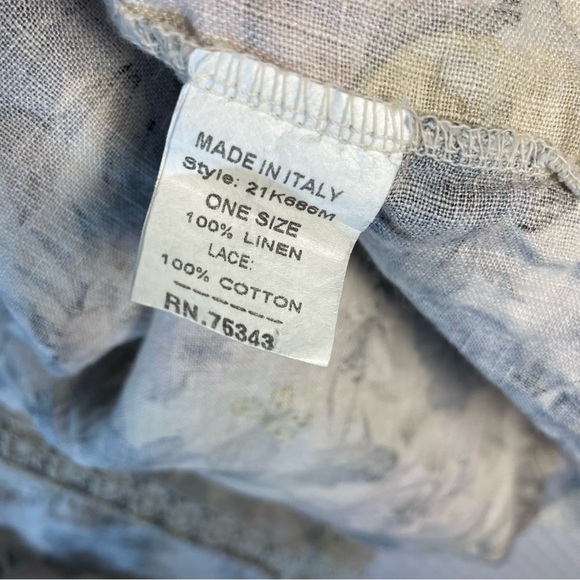 MADE IN ITALY
Style: 21K666M
ONE SIZE
100% LINEN
LACE:
100% COTTON
RN.75343